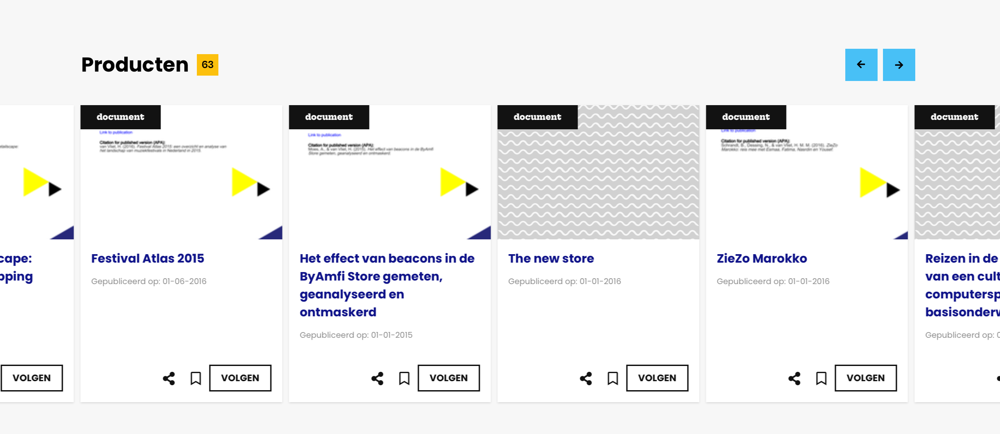 Producten 63
cape:
pping
VOLGEN
document
Link to publication
Citation for published version (APA):
van Vliet, H. (2016). Festival Atlas 2015: een overzicht en analyse van
het landschap van muziekfestivals in Nederland in 2015.
Festival Atlas 2015
Gepubliceerd op: 01-06-2016
VOLGEN
document
Link to publication
Citation for published version (APA):
Moes, A., & van Vliet, H. (2015). Het effect van beacons in de ByAmfi
Store gemeten, geanalyseerd en ontmaskerd.
Het effect van beacons in de
ByAmfi Store gemeten,
geanalyseerd en
ontmaskerd
Gepubliceerd op: 01-01-2015
VOLGEN
document
The new store
Gepubliceerd op: 01-01-2016
VOLGEN
document
Link to publication
Citation for published version (APA):
Schrandt, B., Dessing, N., & van Vliet, H. M. M. (2016). ZieZo
Marokko: reis mee met Esmaa, Fatima, Nasrdin en Yousef.
ZieZo Marokko
Gepubliceerd op: 01-01-2016
VOLGEN
document
Reizen in de
van een cult
computersp
basisonderw
Gepubliceerd op: 0